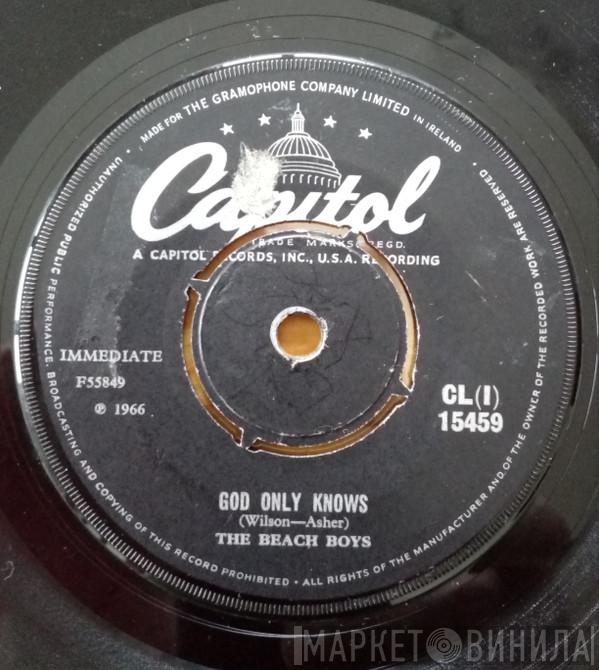 MADE FOR THE GRAMOPHONE COMPANY LIMITED IN IRELAND
Capitol
TRADE MARKS REGD.
A CAPITOL RECORDS, INC., U.S.A. RECORDING
IMMEDIATE
F55849
℗ 1966
CL(I)
15459
GOD ONLY KNOWS
(Wilson—Asher)
THE BEACH BOYS
UNAUTHORIZED PUBLIC PERFORMANCE, BROADCASTING AND COPYING OF THIS RECORD PROHIBITED • ALL RIGHTS OF THE MANUFACTURER AND OF THE OWNER OF THE RECORDED WORK ARE RESERVED •
МАРКЕТ ВИНИЛА